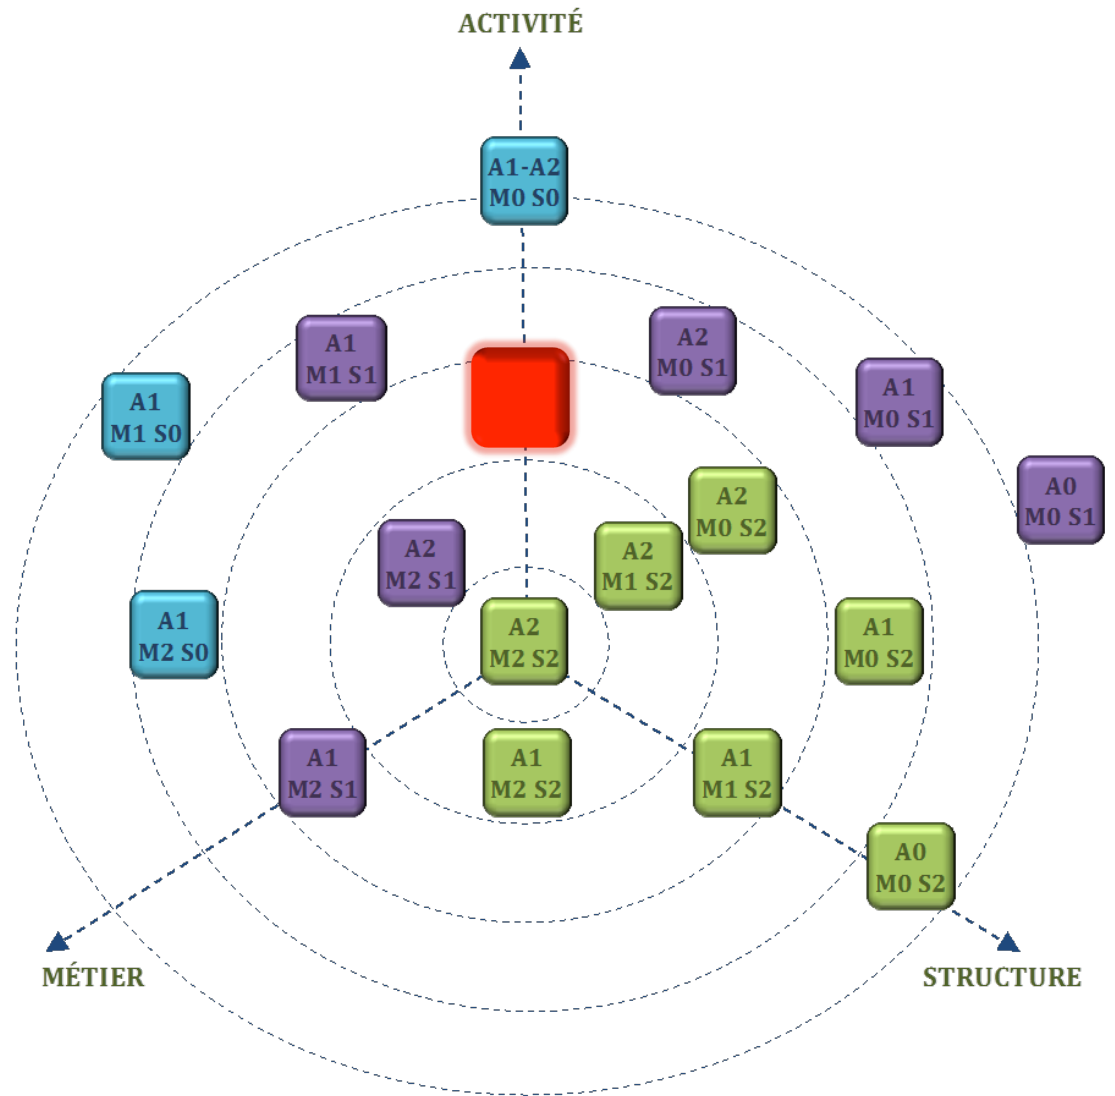 ACTIVITÉ
A1-A2
M0 S0
A1
M1 S1
A2
M0 S1
A1
M1 S0
A1
M0 S1
A0
M0 S1
A2
M0 S2
A2
M2 S1
A2
M1 S2
A1
M2 S0
A2
M2 S2
A1
M0 S2
A1
M2 S1
A1
M2 S2
A1
M1 S2
A0
M0 S2
MÉTIER
STRUCTURE